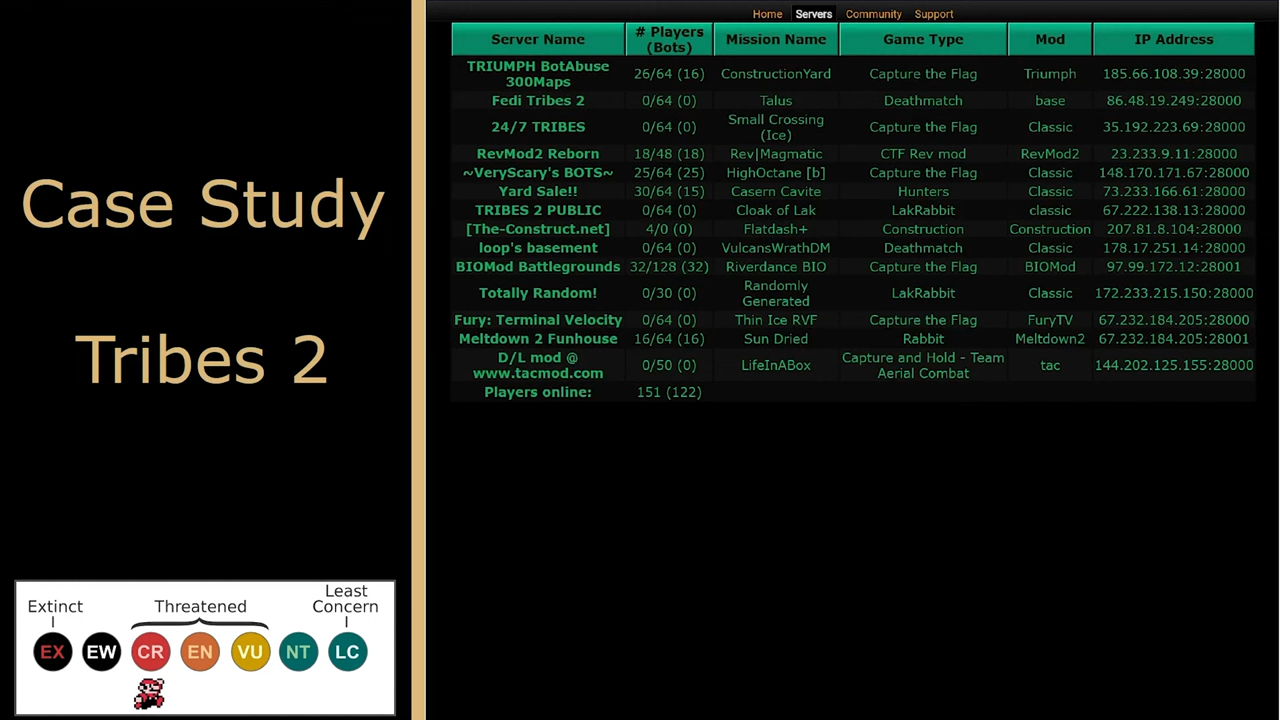 Case Study
Tribes 2
Extinct
Threatened
Least
Concern
EX EW CR EN VU NT LC
Home Servers Community Support
Server Name # Players (Bots) Mission Name Game Type Mod IP Address
TRIUMPH BotAbuse 300Maps 26/64 (16) ConstructionYard Capture the Flag Triumph 185.66.108.39:28000
Fedi Tribes 2 0/64 (0) Talus Deathmatch base 86.48.19.249:28000
24/7 TRIBES 0/64 (0) Small Crossing (Ice) Capture the Flag Classic 35.192.223.69:28000
RevMod2 Reborn 18/48 (18) Rev|Magmatic CTF Rev mod RevMod2 23.233.9.11:28000
~VeryScary's BOTS~ 25/64 (25) HighOctane [b] Capture the Flag Classic 148.170.171.67:28000
Yard Sale!! 30/64 (15) Casern Cavite Hunters Classic 73.233.166.61:28000
TRIBES 2 PUBLIC 0/64 (0) Cloak of Lak LakRabbit classic 67.222.138.13:28000
[The-Construct.net] 4/0 (0) Flatdash+ Construction Construction 207.81.8.104:28000
loop's basement 0/64 (0) VulcansWrathDM Deathmatch Classic 178.17.251.14:28000
BIOMod Battlegrounds 32/128 (32) Riverdance BIO Capture the Flag BIOMod 97.99.172.12:28001
Totally Random! 0/30 (0) Randomly Generated LakRabbit Classic 172.233.215.150:28000
Fury: Terminal Velocity 0/64 (0) Thin Ice RVF Capture the Flag FuryTV 67.232.184.205:28000
Meltdown 2 Funhouse 16/64 (16) Sun Dried Rabbit Meltdown2 67.232.184.205:28001
D/L mod @ www.tacmod.com 0/50 (0) LifeInABox Capture and Hold - Team Aerial Combat tac 144.202.125.155:28000
Players online: 151 (122)